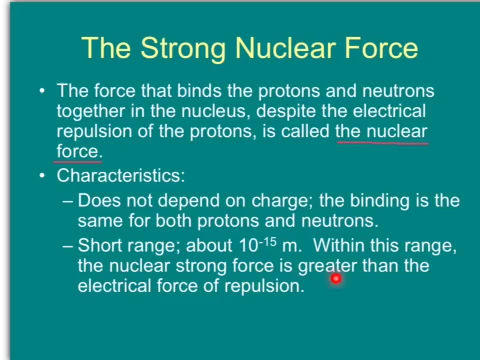 The Strong Nuclear Force
• The force that binds the protons and neutrons
together in the nucleus, despite the electrical
repulsion of the protons, is called the nuclear
force.
• Characteristics:
– Does not depend on charge; the binding is the
same for both protons and neutrons.
– Short range; about 10⁻¹⁵ m. Within this range,
the nuclear strong force is greater than the
electrical force of repulsion.